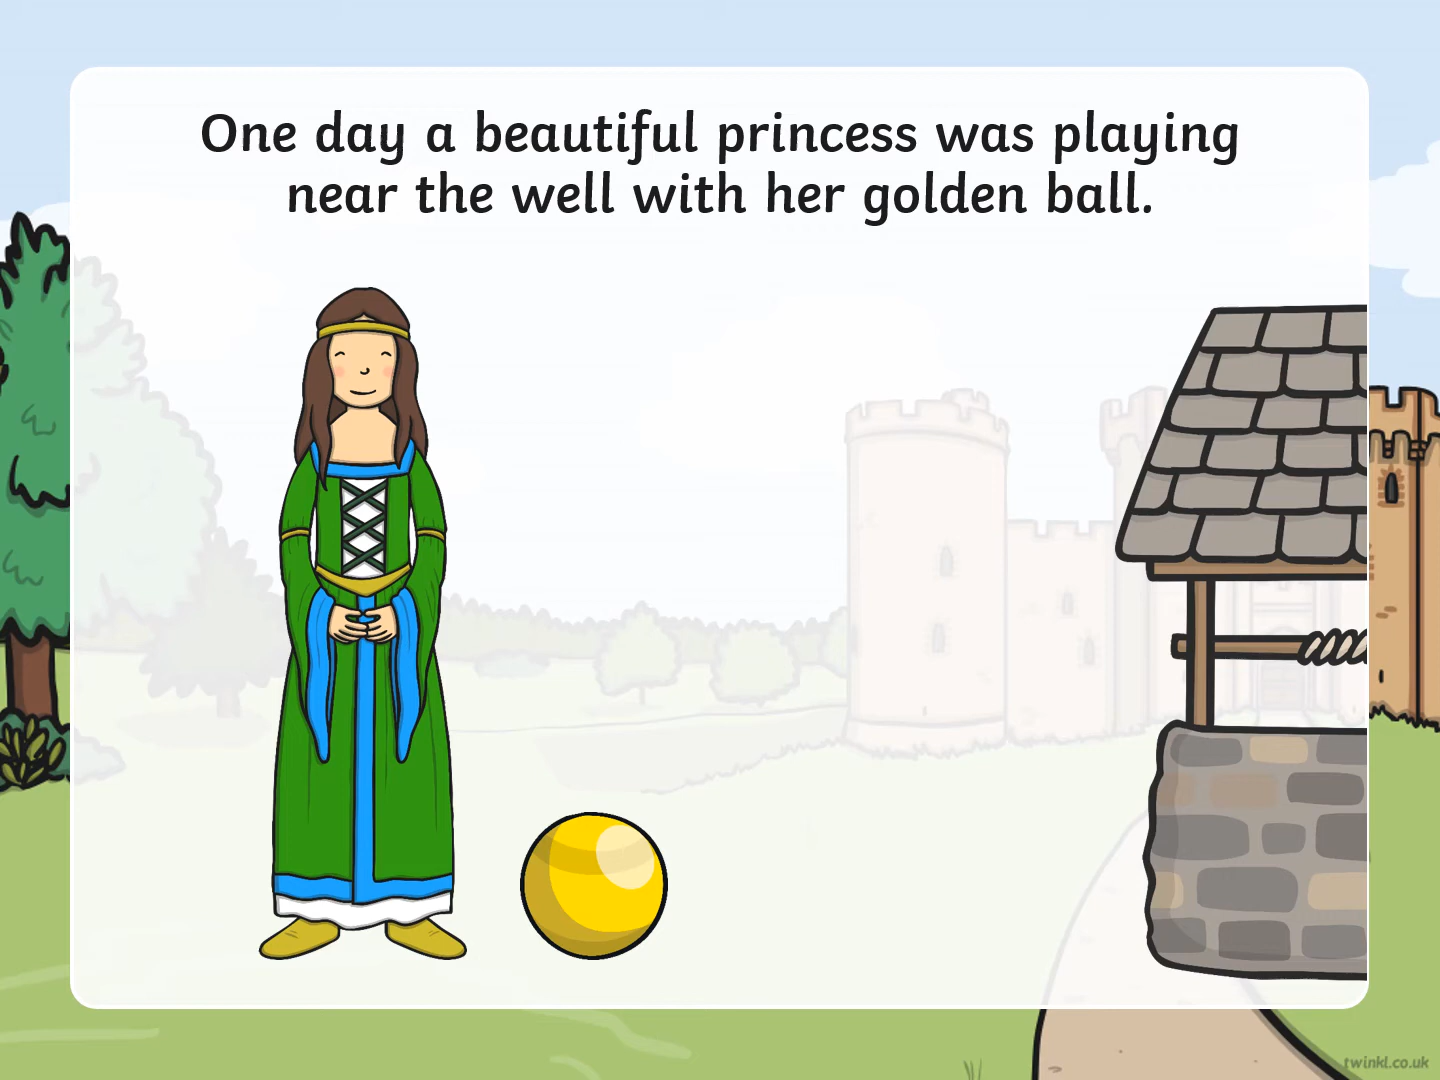 One day a beautiful princess was playing
near the well with her golden ball.
twinkl.co.uk